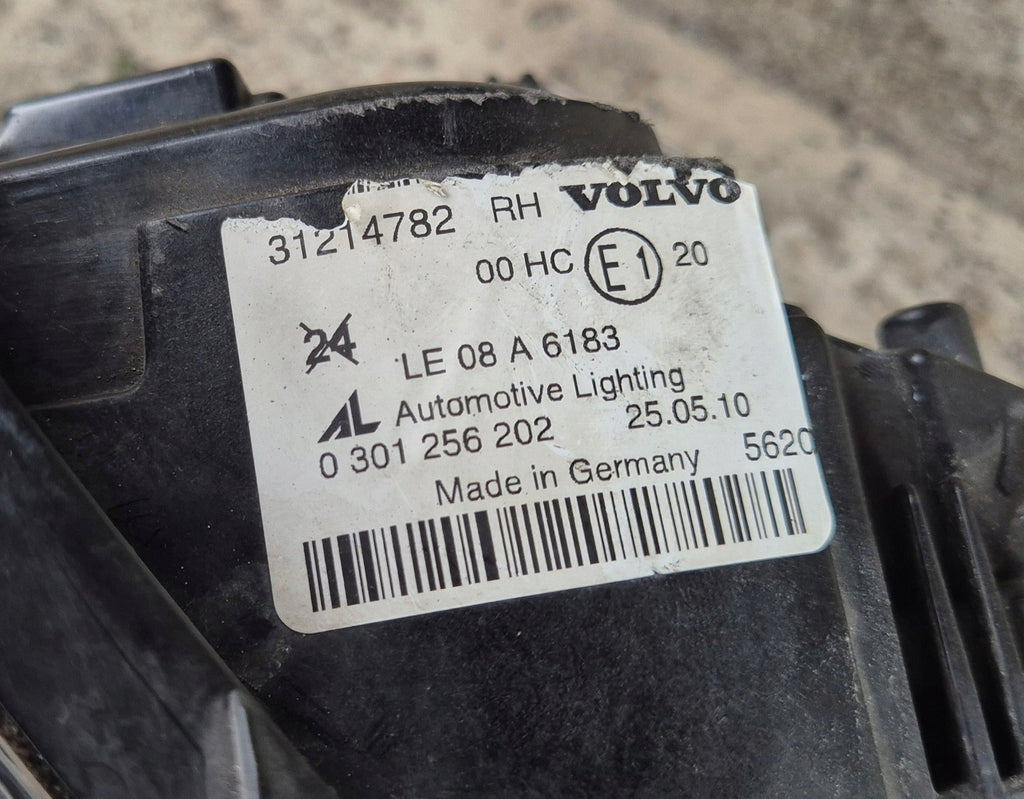 31214782 RH VOLVO
00 HC E1 20
24
LE 08 A 6183
AL Automotive Lighting
0 301 256 202 25.05.10
Made in Germany 5620